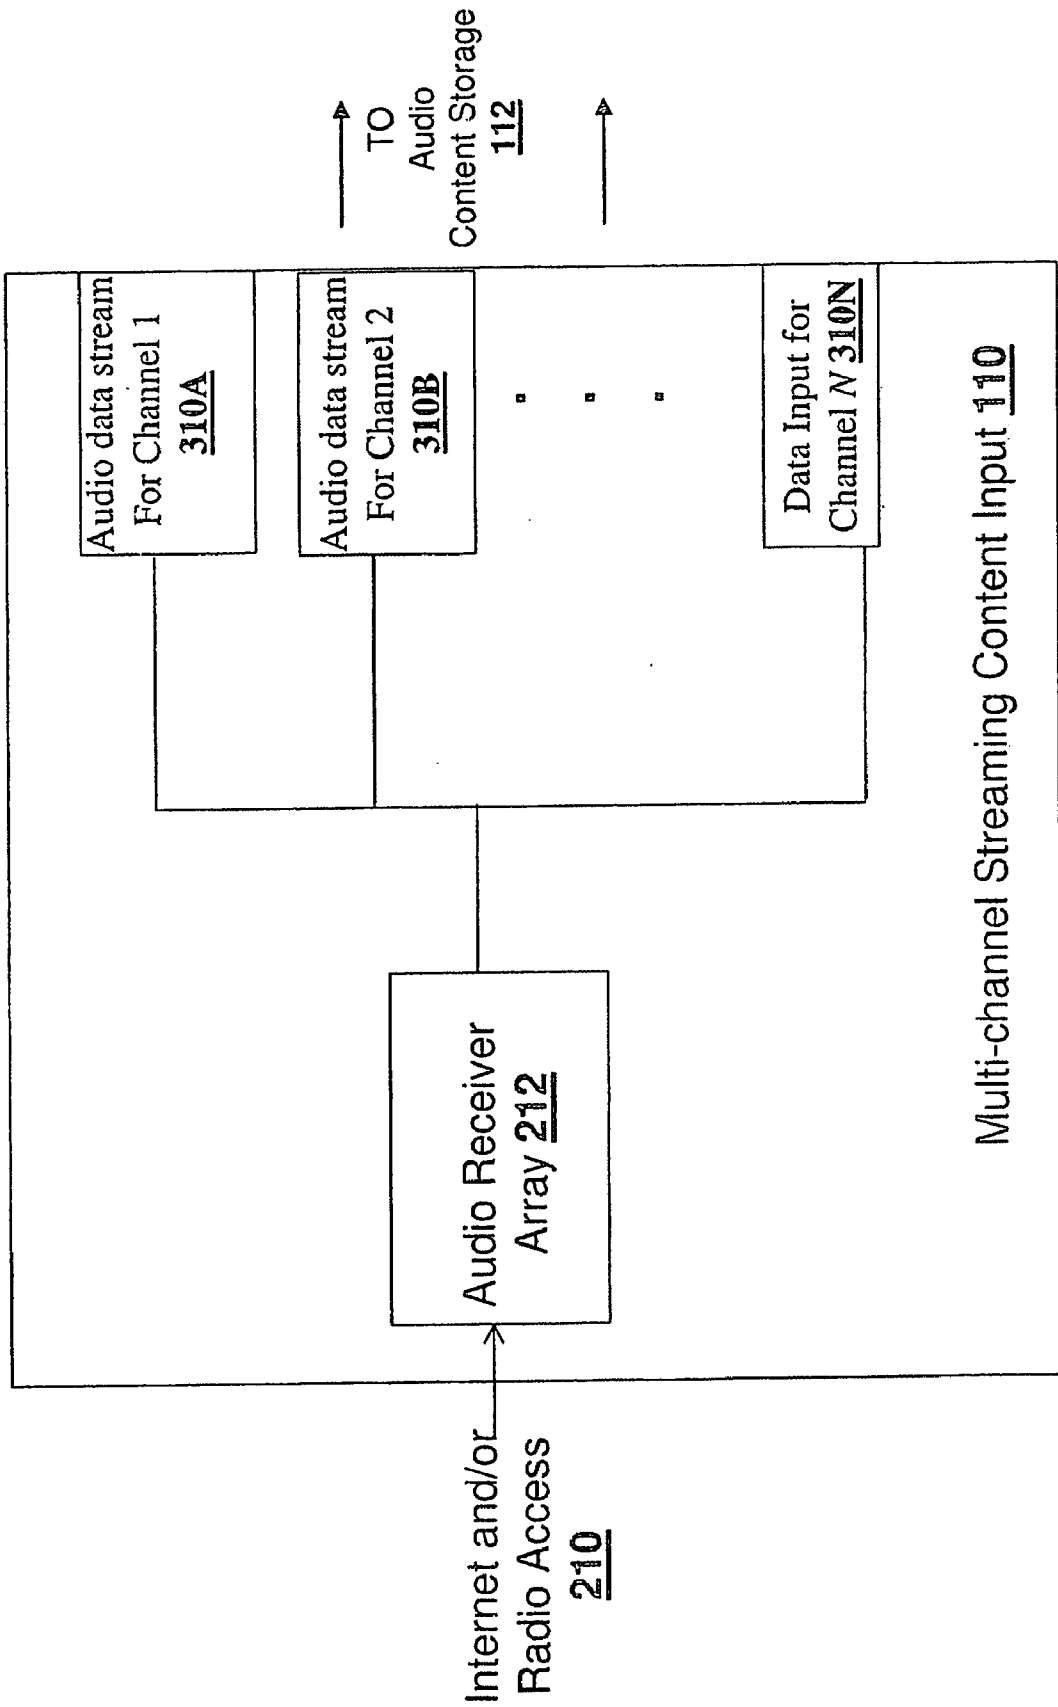 Internet and/or
Radio Access
210
Audio Receiver
Array 212
Audio data stream
For Channel 1
310A
Audio data stream
For Channel 2
310B
Data Input for
Channel N 310N
TO
Audio
Content Storage
112
Multi-channel Streaming Content Input 110